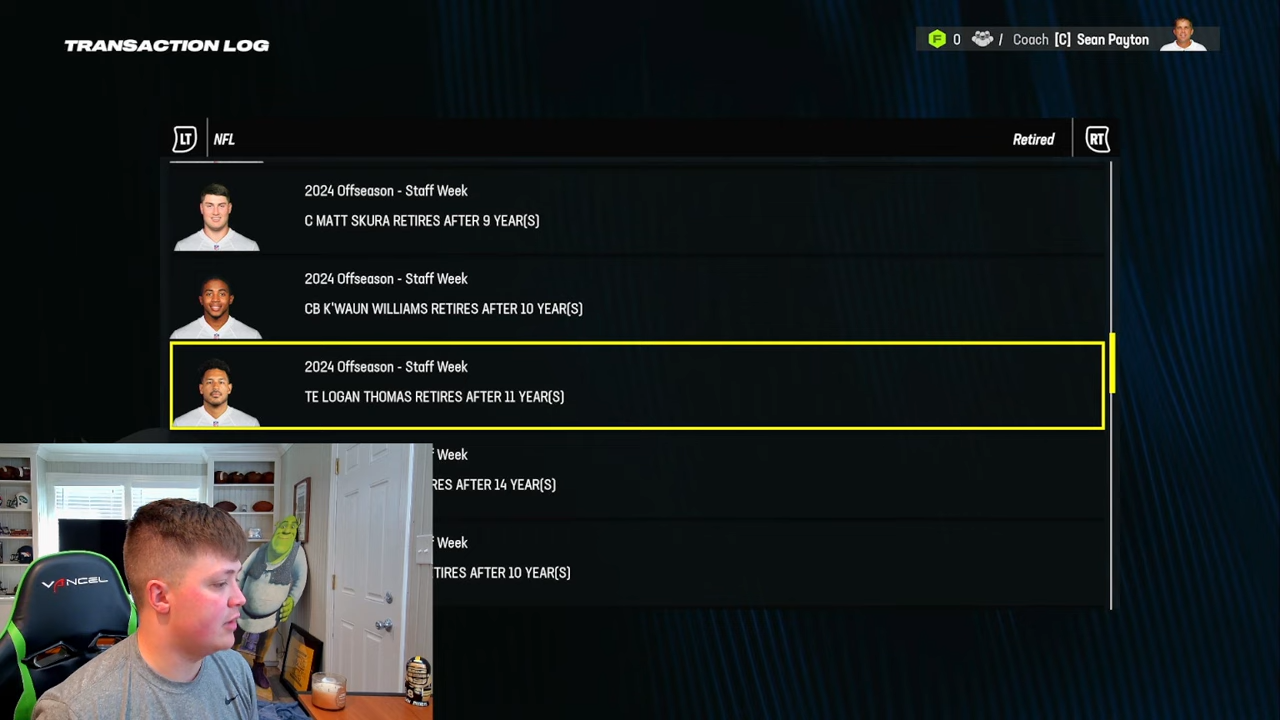 TRANSACTION LOG
F 0 / Coach [C] Sean Payton
LT NFL Retired RT
2024 Offseason - Staff Week
C MATT SKURA RETIRES AFTER 9 YEAR(S)
2024 Offseason - Staff Week
CB K'WAUN WILLIAMS RETIRES AFTER 10 YEAR(S)
2024 Offseason - Staff Week
TE LOGAN THOMAS RETIRES AFTER 11 YEAR(S)
Week
RES AFTER 14 YEAR(S)
Week
TIRES AFTER 10 YEAR(S)
VANCEL